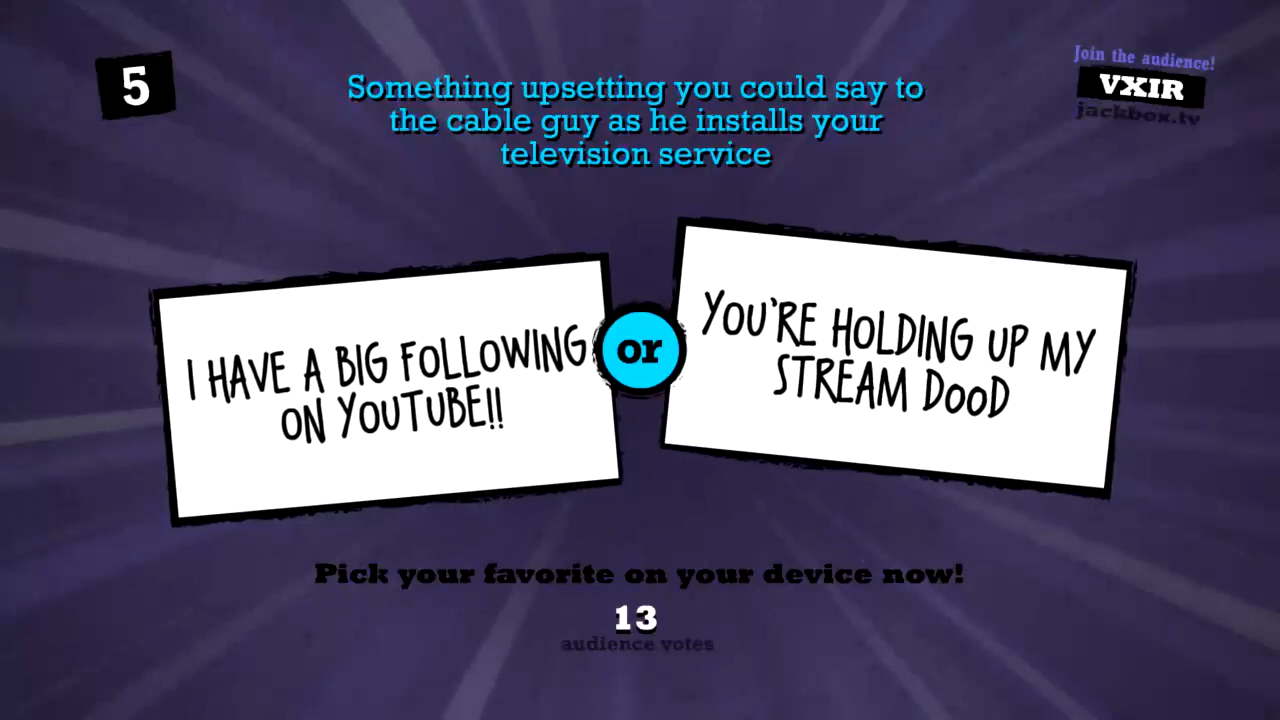 5
Something upsetting you could say to
the cable guy as he installs your
television service
Join the audience!
VXIR
jackbox.tv
I HAVE A BIG FOLLOWING
ON YOUTUBE!!
or
YOU'RE HOLDING UP MY
STREAM DOOD
Pick your favorite on your device now!
13
audience votes